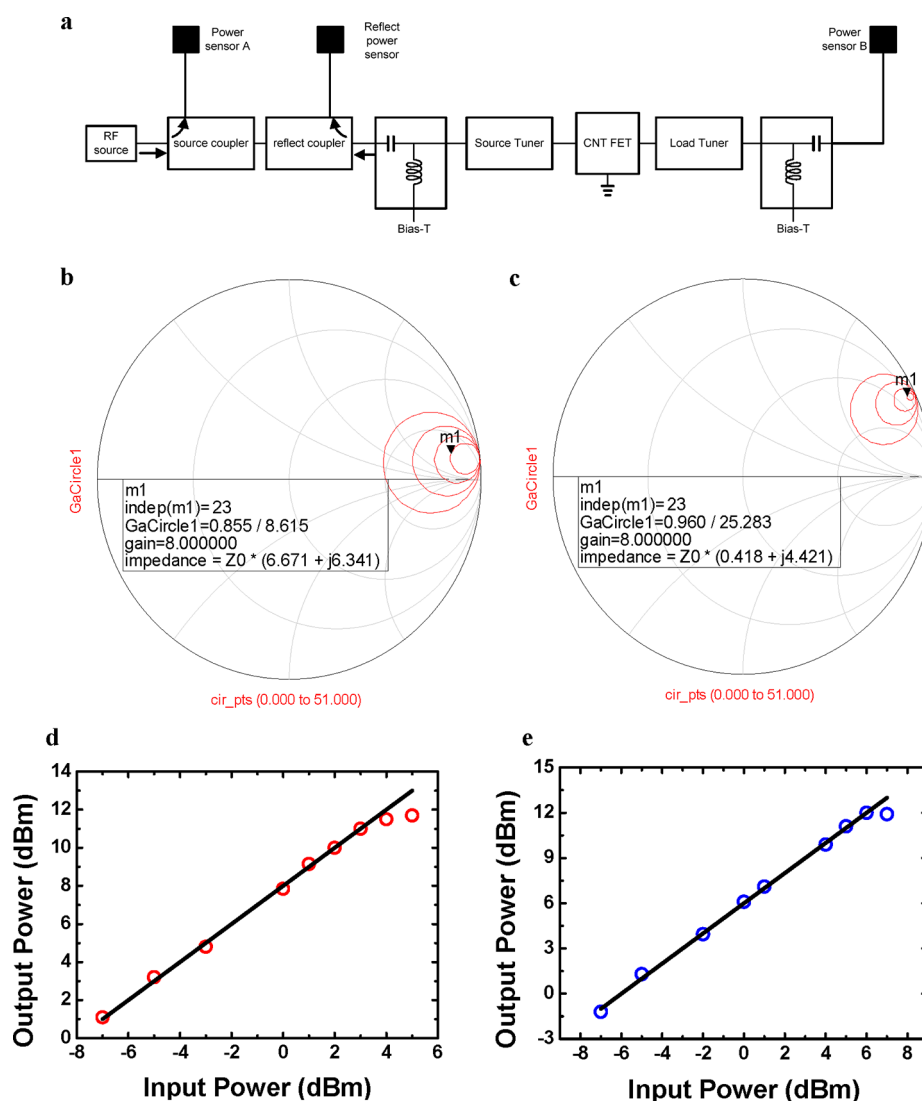 a
Power
sensor A
Reflect
power
sensor
Power
sensor B
RF
source
source coupler
reflect coupler
Source Tuner
CNT FET
Load Tuner
Bias-T
Bias-T
b
m1
GaCircle1
m1
indep(m1)=23
GaCircle1=0.855 / 8.615
gain=8.000000
impedance = Z0 * (6.671 + j6.341)
cir_pts (0.000 to 51.000)
c
m1
GaCircle1
m1
indep(m1)=23
GaCircle1=0.960 / 25.283
gain=8.000000
impedance = Z0 * (0.418 + j4.421)
cir_pts (0.000 to 51.000)
d
Output Power (dBm)
14
12
10
8
6
4
2
0
-8 -6 -4 -2 0 2 4 6
Input Power (dBm)
e
Output Power (dBm)
15
12
9
6
3
0
-3
-8 -6 -4 -2 0 2 4 6 8
Input Power (dBm)